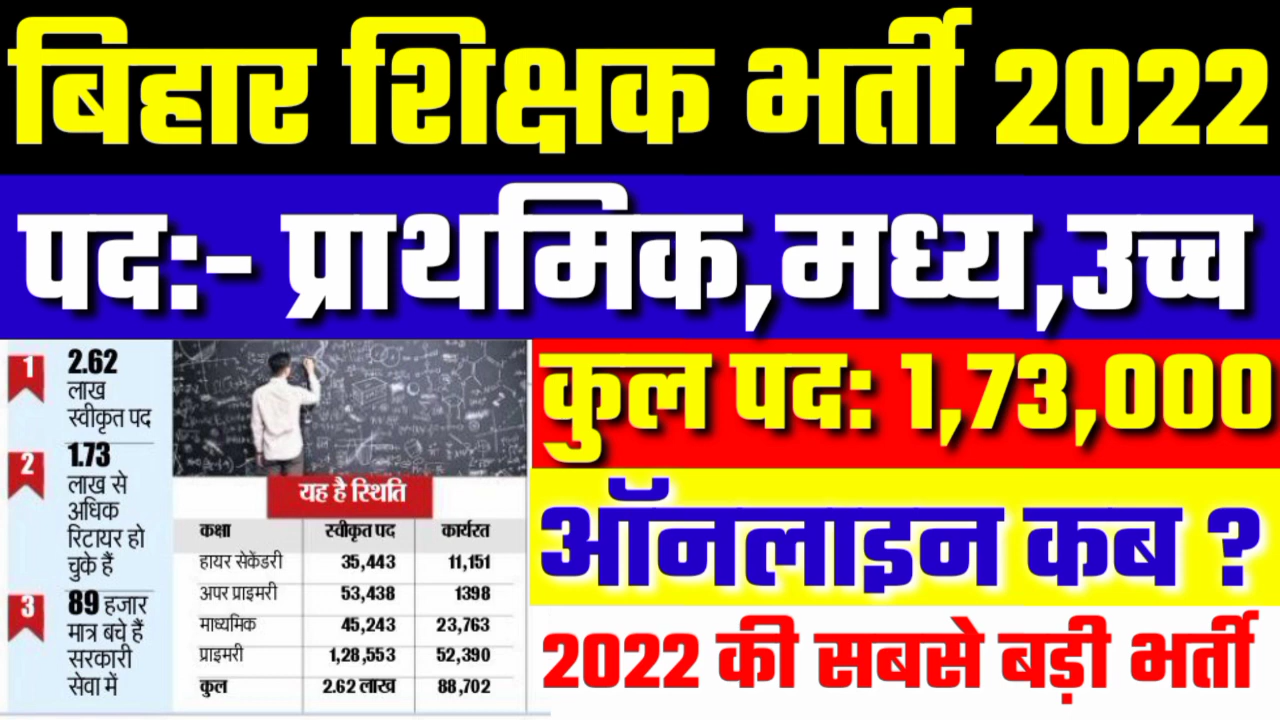 बिहार शिक्षक भर्ती 2022
पद:- प्राथमिक,मध्य,उच्च
1
2.62
लाख
स्वीकृत पद
2
1.73
लाख से
अधिक
रिटायर हो
चुके हैं
3
89 हजार
मात्र बचे हैं
सरकारी
सेवा में
यह है स्थिति
कक्षा स्वीकृत पद कार्यरत
हायर सेकेंडरी 35,443 11,151
अपर प्राइमरी 53,438 1398
माध्यमिक 45,243 23,763
प्राइमरी 1,28,553 52,390
कुल 2.62 लाख 88,702
कुल पद: 1,73,000
ऑनलाइन कब ?
2022 की सबसे बड़ी भर्ती